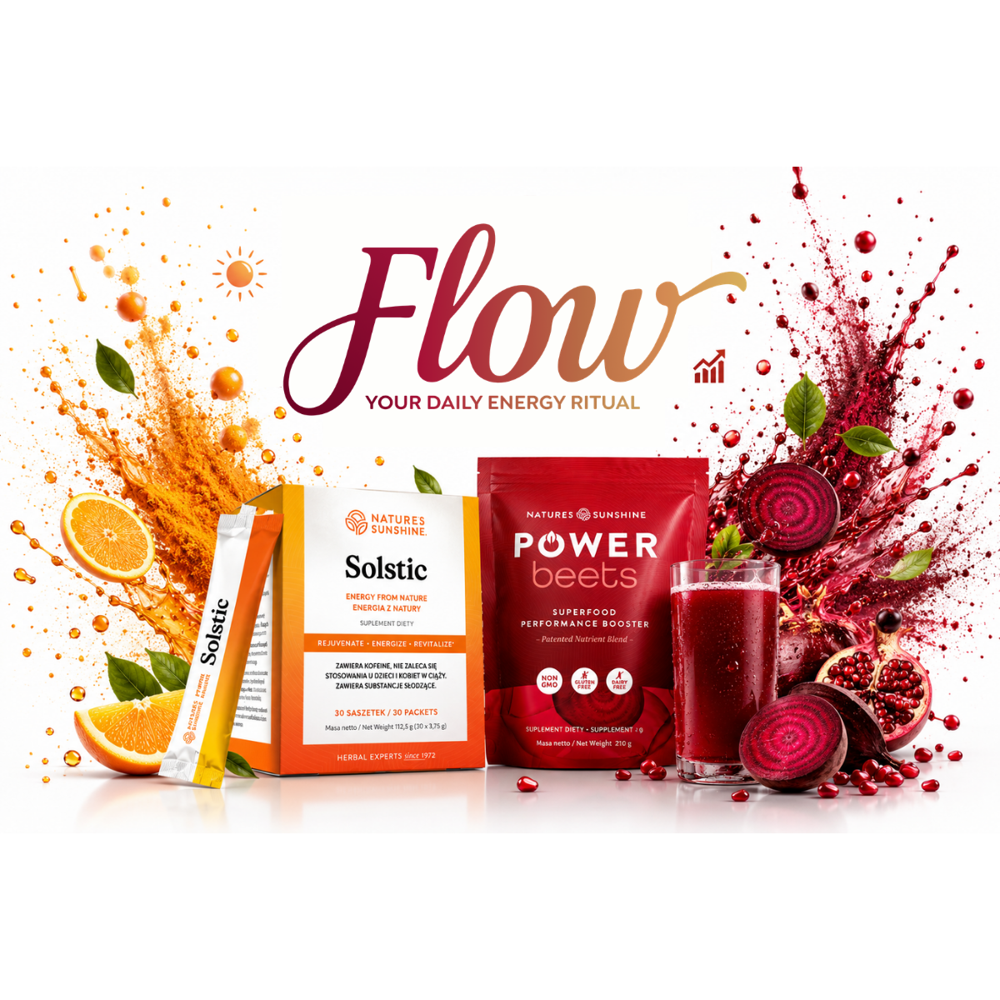 Flow
YOUR DAILY ENERGY RITUAL
NATURES
SUNSHINE.
Solstic
ENERGY FROM NATURE
ENERGIA Z NATURY
SUPLEMENT DIETY
REJUVENATE • ENERGIZE • REVITALIZE*
ZAWIERA KOFEINE, NIE ZALECA SIĘ
STOSOWANIA U DZIECI I KOBIET W CIĄŻY.
ZAWIERA SUBSTANCJE SŁODZĄCE.
30 SASZETEK / 30 PACKETS
Masa netto / Net Weight 112,5 g (30 x 3,75 g)
HERBAL EXPERTS since 1972
Solstic
NATURES SUNSHINE
POWER
beets
SUPERFOOD
PERFORMANCE BOOSTER
– Patented Nutrient Blend –
NON
GMO
GLUTEN
FREE
DAIRY
FREE
SUPLEMENT DIETY • SUPPLEMENT
Masa netto / Net Weight 210 g